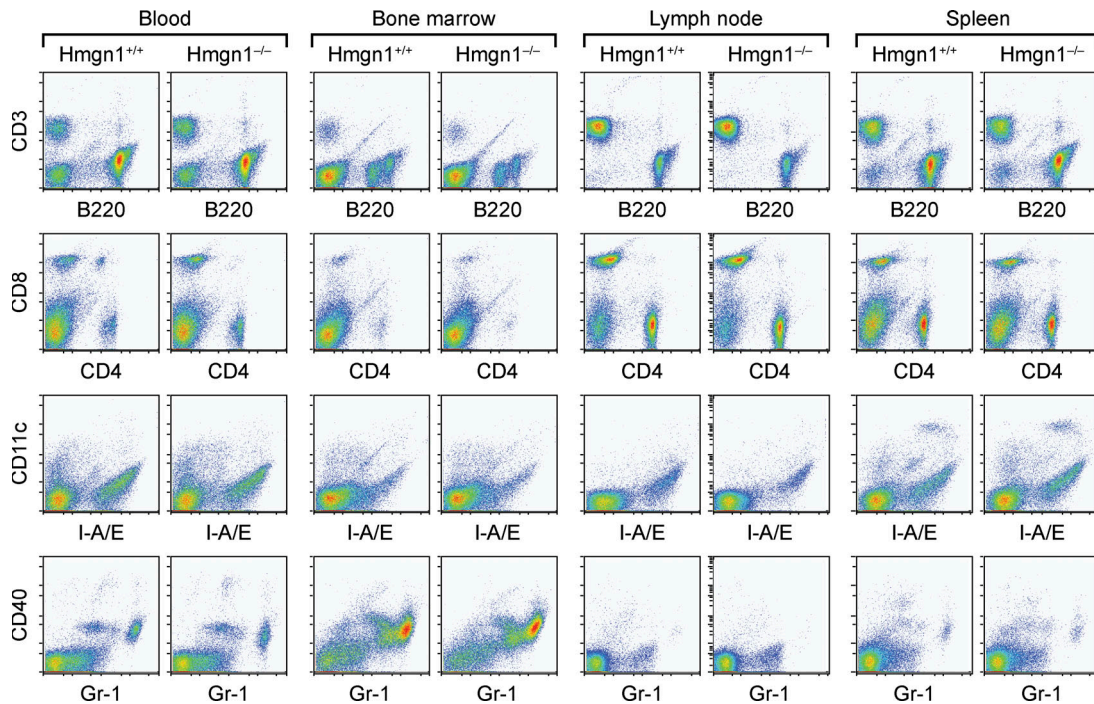 Blood Bone marrow Lymph node Spleen
Hmgn1+/+ Hmgn1−/− Hmgn1+/+ Hmgn1−/− Hmgn1+/+ Hmgn1−/− Hmgn1+/+ Hmgn1−/−
CD3
B220 B220 B220 B220 B220 B220 B220 B220
CD8
CD4 CD4 CD4 CD4 CD4 CD4 CD4 CD4
CD11c
I-A/E I-A/E I-A/E I-A/E I-A/E I-A/E I-A/E I-A/E
CD40
Gr-1 Gr-1 Gr-1 Gr-1 Gr-1 Gr-1 Gr-1 Gr-1